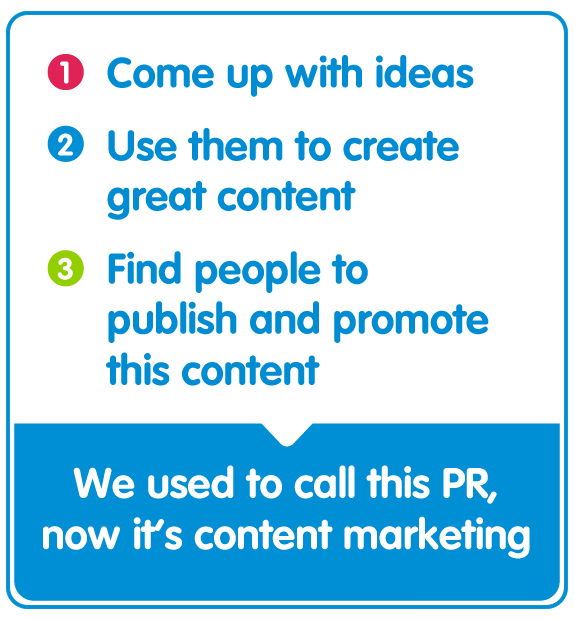 1 Come up with ideas
2 Use them to create
great content
3 Find people to
publish and promote
this content
We used to call this PR,
now it's content marketing